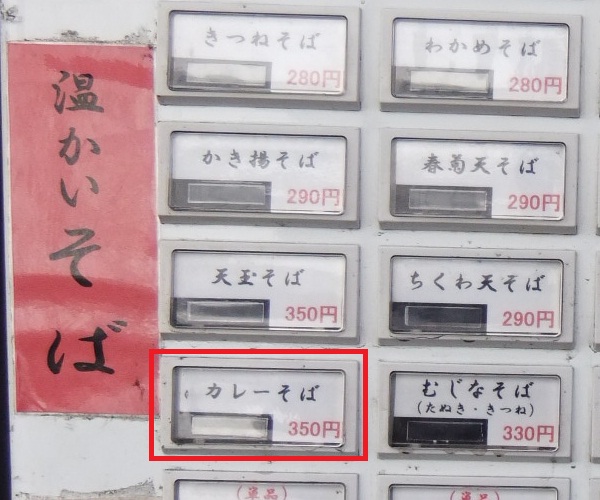 温かいそば
きつねそば
280円
わかめそば
280円
かき揚そば
290円
春菊天そば
290円
天玉そば
350円
ちくわ天そば
290円
カレーそば
350円
むじなそば
(たぬき・きつね)
330円
(単品)
(単品)